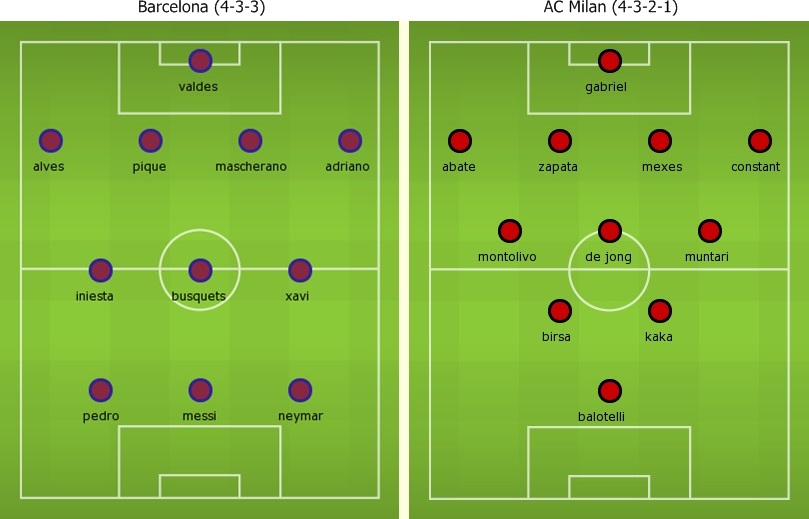 Barcelona (4-3-3)
valdes
alves pique mascherano adriano
iniesta busquets xavi
pedro messi neymar
AC Milan (4-3-2-1)
gabriel
abate zapata mexes constant
montolivo de jong muntari
birsa kaka
balotelli